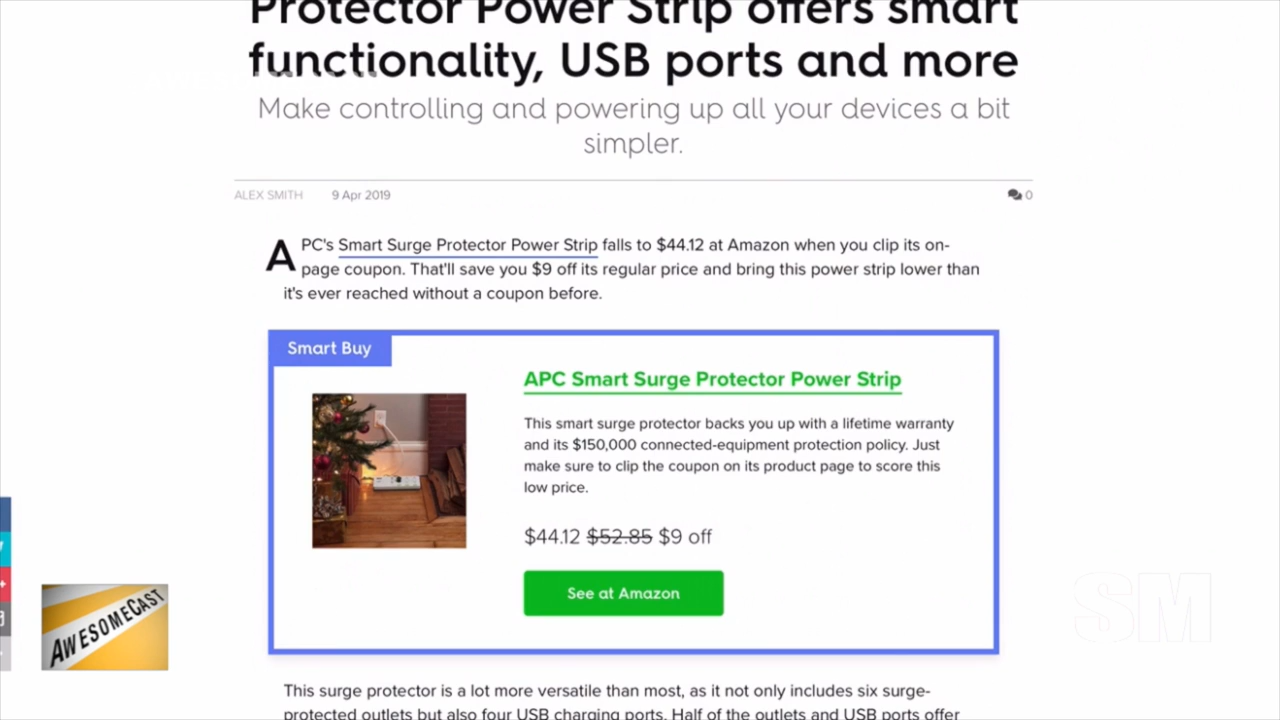 Protector Power Strip offers smart
functionality, USB ports and more
Make controlling and powering up all your devices a bit
simpler.
ALEX SMITH 9 Apr 2019 0
APC's Smart Surge Protector Power Strip falls to $44.12 at Amazon when you clip its on-
page coupon. That'll save you $9 off its regular price and bring this power strip lower than
it's ever reached without a coupon before.
Smart Buy
APC Smart Surge Protector Power Strip
This smart surge protector backs you up with a lifetime warranty
and its $150,000 connected-equipment protection policy. Just
make sure to clip the coupon on its product page to score this
low price.
$44.12 $52.85 $9 off
See at Amazon
AWESOMECAST
SM
This surge protector is a lot more versatile than most, as it not only includes six surge-
protected outlets but also four USB charging ports. Half of the outlets and USB ports offer